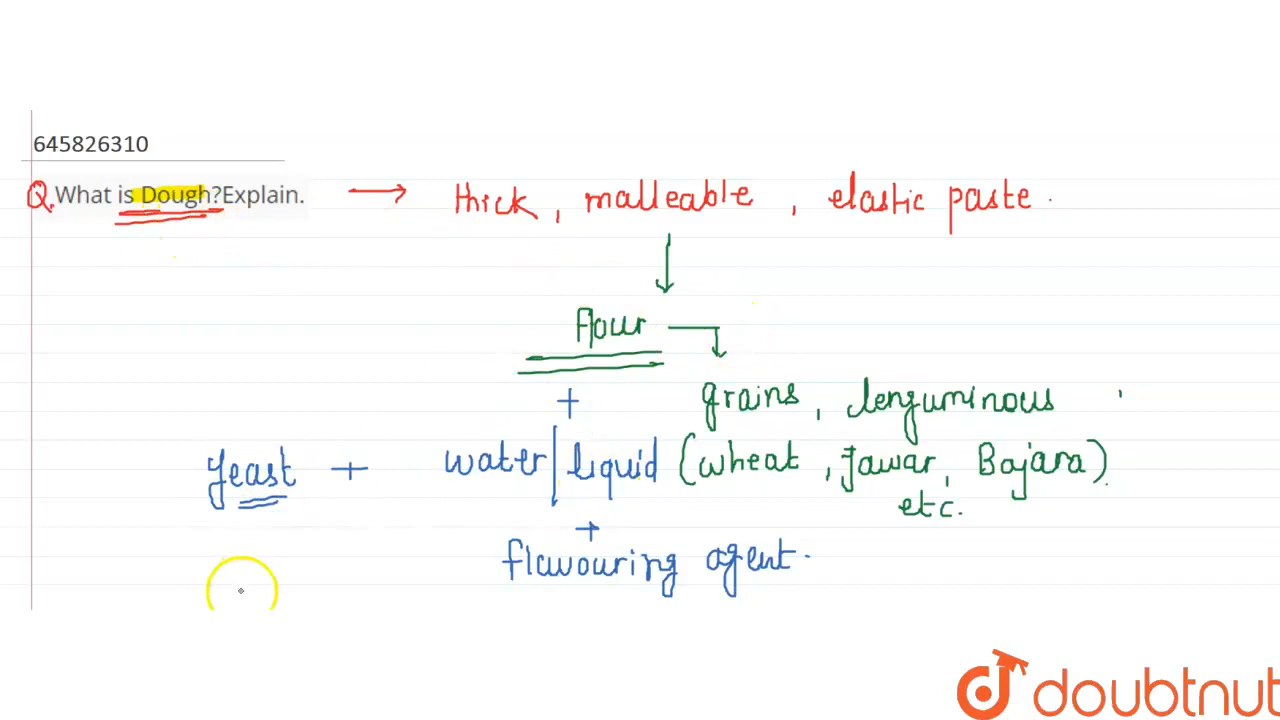 645826310
Q. What is Dough?Explain. → thick, malleable, elastic paste.
Flour
+ grains, lenguminous
yeast + water/liquid (wheat, Jawar, Bajara)
etc.
+
flavouring agent.
doubtnut